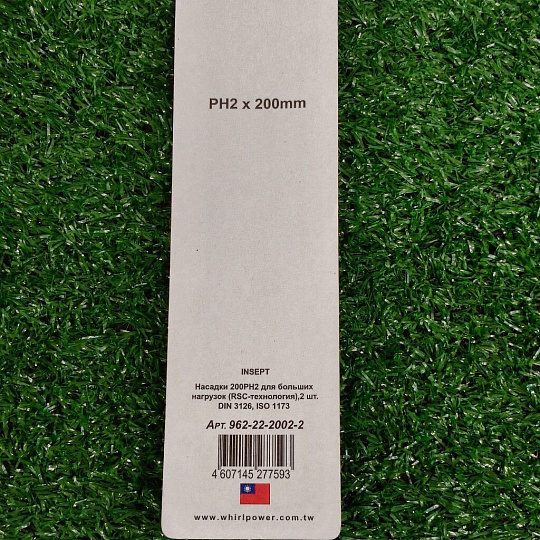 PH2 x 200mm
INSEPT
Насадки 200PH2 для больших
нагрузок (RSC-технология),2 шт.
DIN 3126, ISO 1173
Арт. 962-22-2002-2
4 607145 277593
www.whirlpower.com.tw